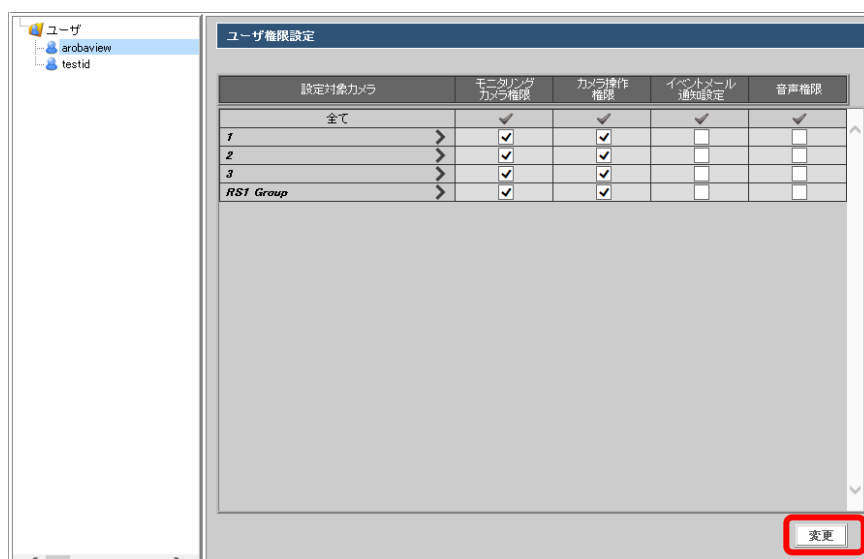 ユーザ
arobaview
testid
ユーザ権限設定
設定対象カメラ
モニタリング
カメラ権限
カメラ操作
権限
イベントメール
通知設定
音声権限
全て
1
2
3
RS1 Group
変更